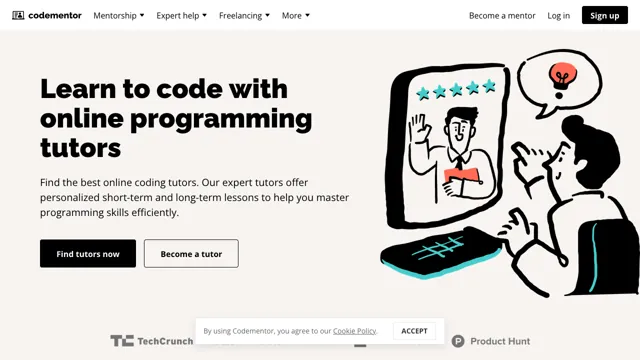 codementor Mentorship Expert help Freelancing More Become a mentor Log in Sign up
Learn to code with
online programming
tutors
Find the best online coding tutors. Our expert tutors offer
personalized short-term and long-term lessons to help you master
programming skills efficiently.
Find tutors now Become a tutor
By using Codementor, you agree to our Cookie Policy. ACCEPT
TechCrunch Product Hunt